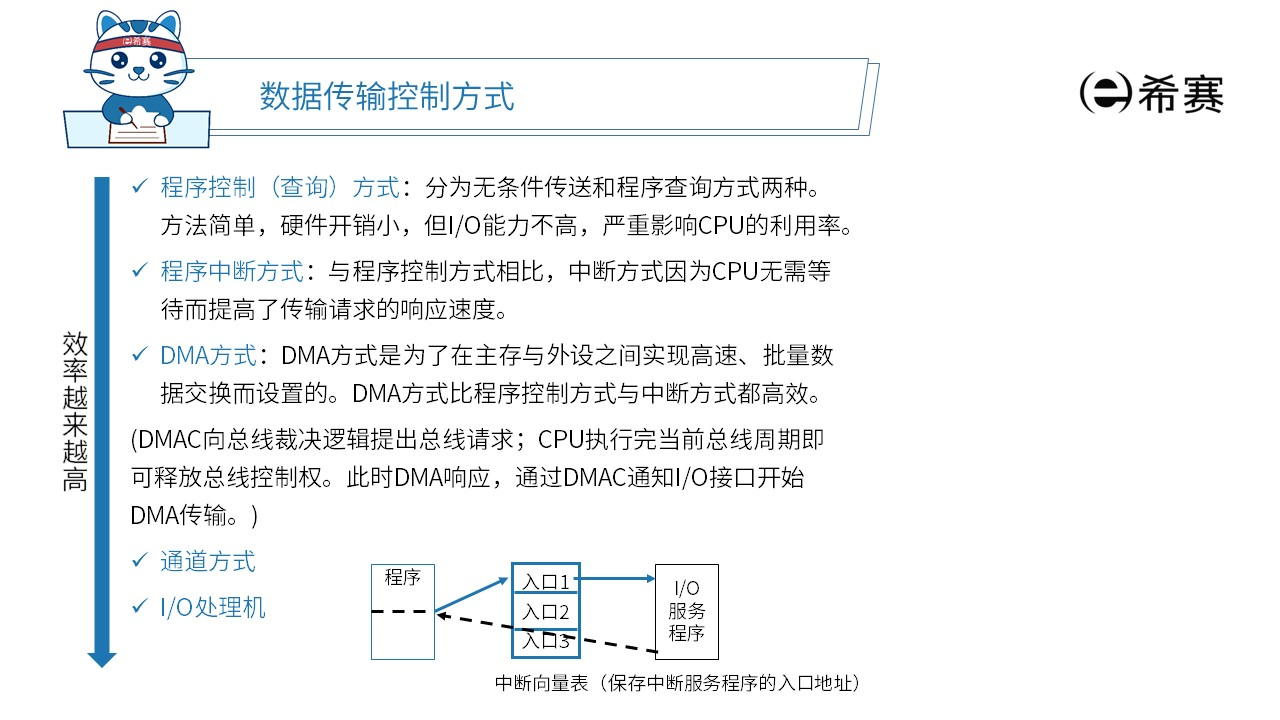 希赛
数据传输控制方式
希赛
程序控制（查询）方式：分为无条件传送和程序查询方式两种。
方法简单，硬件开销小，但I/O能力不高，严重影响CPU的利用率。
程序中断方式：与程序控制方式相比，中断方式因为CPU无需等
待而提高了传输请求的响应速度。
DMA方式：DMA方式是为了在主存与外设之间实现高速、批量数
据交换而设置的。DMA方式比程序控制方式与中断方式都高效。
(DMAC向总线裁决逻辑提出总线请求；CPU执行完当前总线周期即
可释放总线控制权。此时DMA响应，通过DMAC通知I/O接口开始
DMA传输。)
通道方式
I/O处理机
效率越来越高
程序
入口1
入口2
入口3
I/O
服务
程序
中断向量表（保存中断服务程序的入口地址）